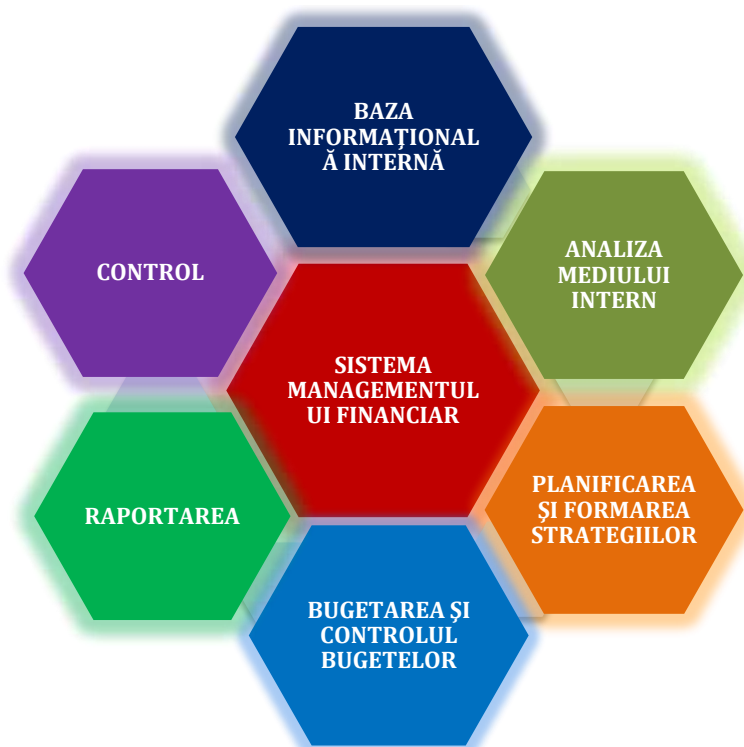 BAZA
INFORMAŢIONAL
Ă INTERNĂ
CONTROL
ANALIZA
MEDIULUI
INTERN
SISTEMA
MANAGEMENTUL
UI FINANCIAR
RAPORTAREA
PLANIFICAREA
ŞI FORMAREA
STRATEGIILOR
BUGETAREA ŞI
CONTROLUL
BUGETELOR